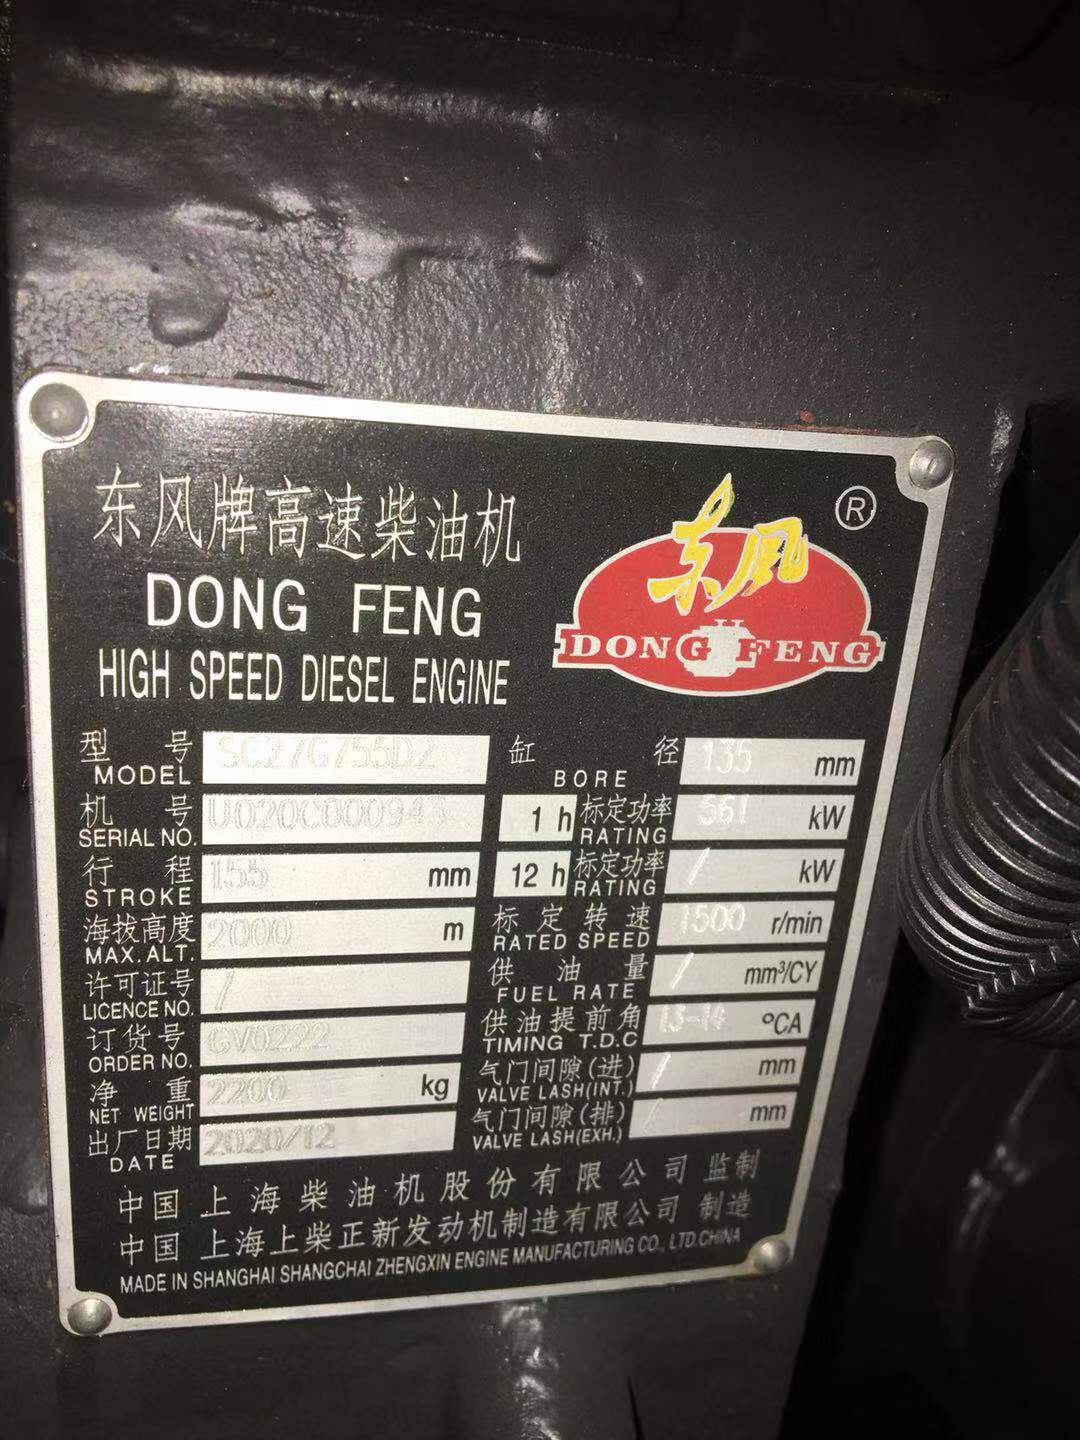 东风牌高速柴油机
DONG FENG
HIGH SPEED DIESEL ENGINE
东风 ®
DONG FENG
型号 MODEL SC27G755D2
缸径 BORE 135 mm
机号 SERIAL NO. U020C000943
1 h 标定功率 RATING 561 kW
行程 STROKE 155 mm
12 h 标定功率 RATING / kW
海拔高度 MAX. ALT. 2000 m
标定转速 RATED SPEED 1500 r/min
许可证号 LICENCE NO. /
供油量 FUEL RATE / mm³/CY
订货号 ORDER NO. GV0222
供油提前角 TIMING T.D.C 13-14 °CA
净重 NET WEIGHT 2200 kg
气门间隙(进) VALVE LASH(INT.) / mm
出厂日期 DATE 2020/12
气门间隙(排) VALVE LASH(EXH.) / mm
中国上海柴油机股份有限公司 监制
中国上海上柴正新发动机制造有限公司 制造
MADE IN SHANGHAI SHANGCHAI ZHENGXIN ENGINE MANUFACTURING CO., LTD.CHINA